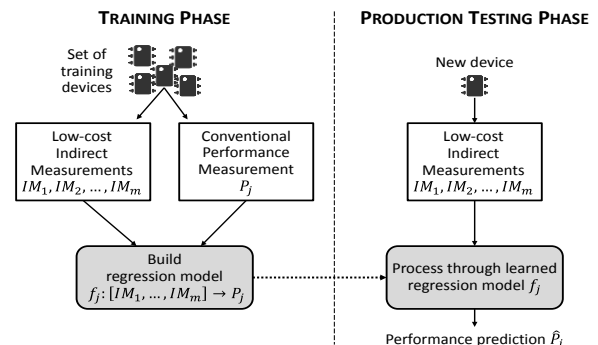 TRAINING PHASE
Set of
training
devices
Low-cost
Indirect
Measurements
IM₁, IM₂, ..., IMₘ
Conventional
Performance
Measurement
Pⱼ
Build
regression model
fⱼ: [IM₁, ..., IMₘ] → Pⱼ
PRODUCTION TESTING PHASE
New device
Low-cost
Indirect
Measurements
IM₁, IM₂, ..., IMₘ
Process through learned
regression model fⱼ
Performance prediction P̂ⱼ